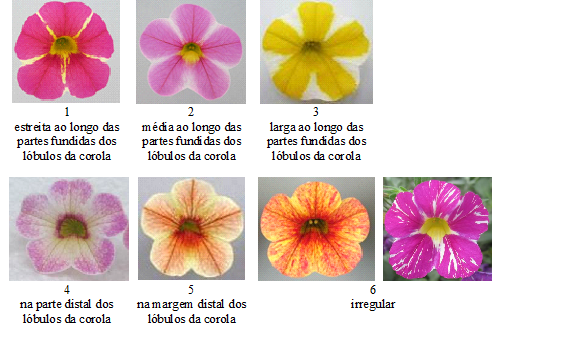 1
estreita ao longo das
partes fundidas dos
lóbulos da corola
2
média ao longo das
partes fundidas dos
lóbulos da corola
3
larga ao longo das
partes fundidas dos
lóbulos da corola
4
na parte distal dos
lóbulos da corola
5
na margem distal dos
lóbulos da corola
6
irregular